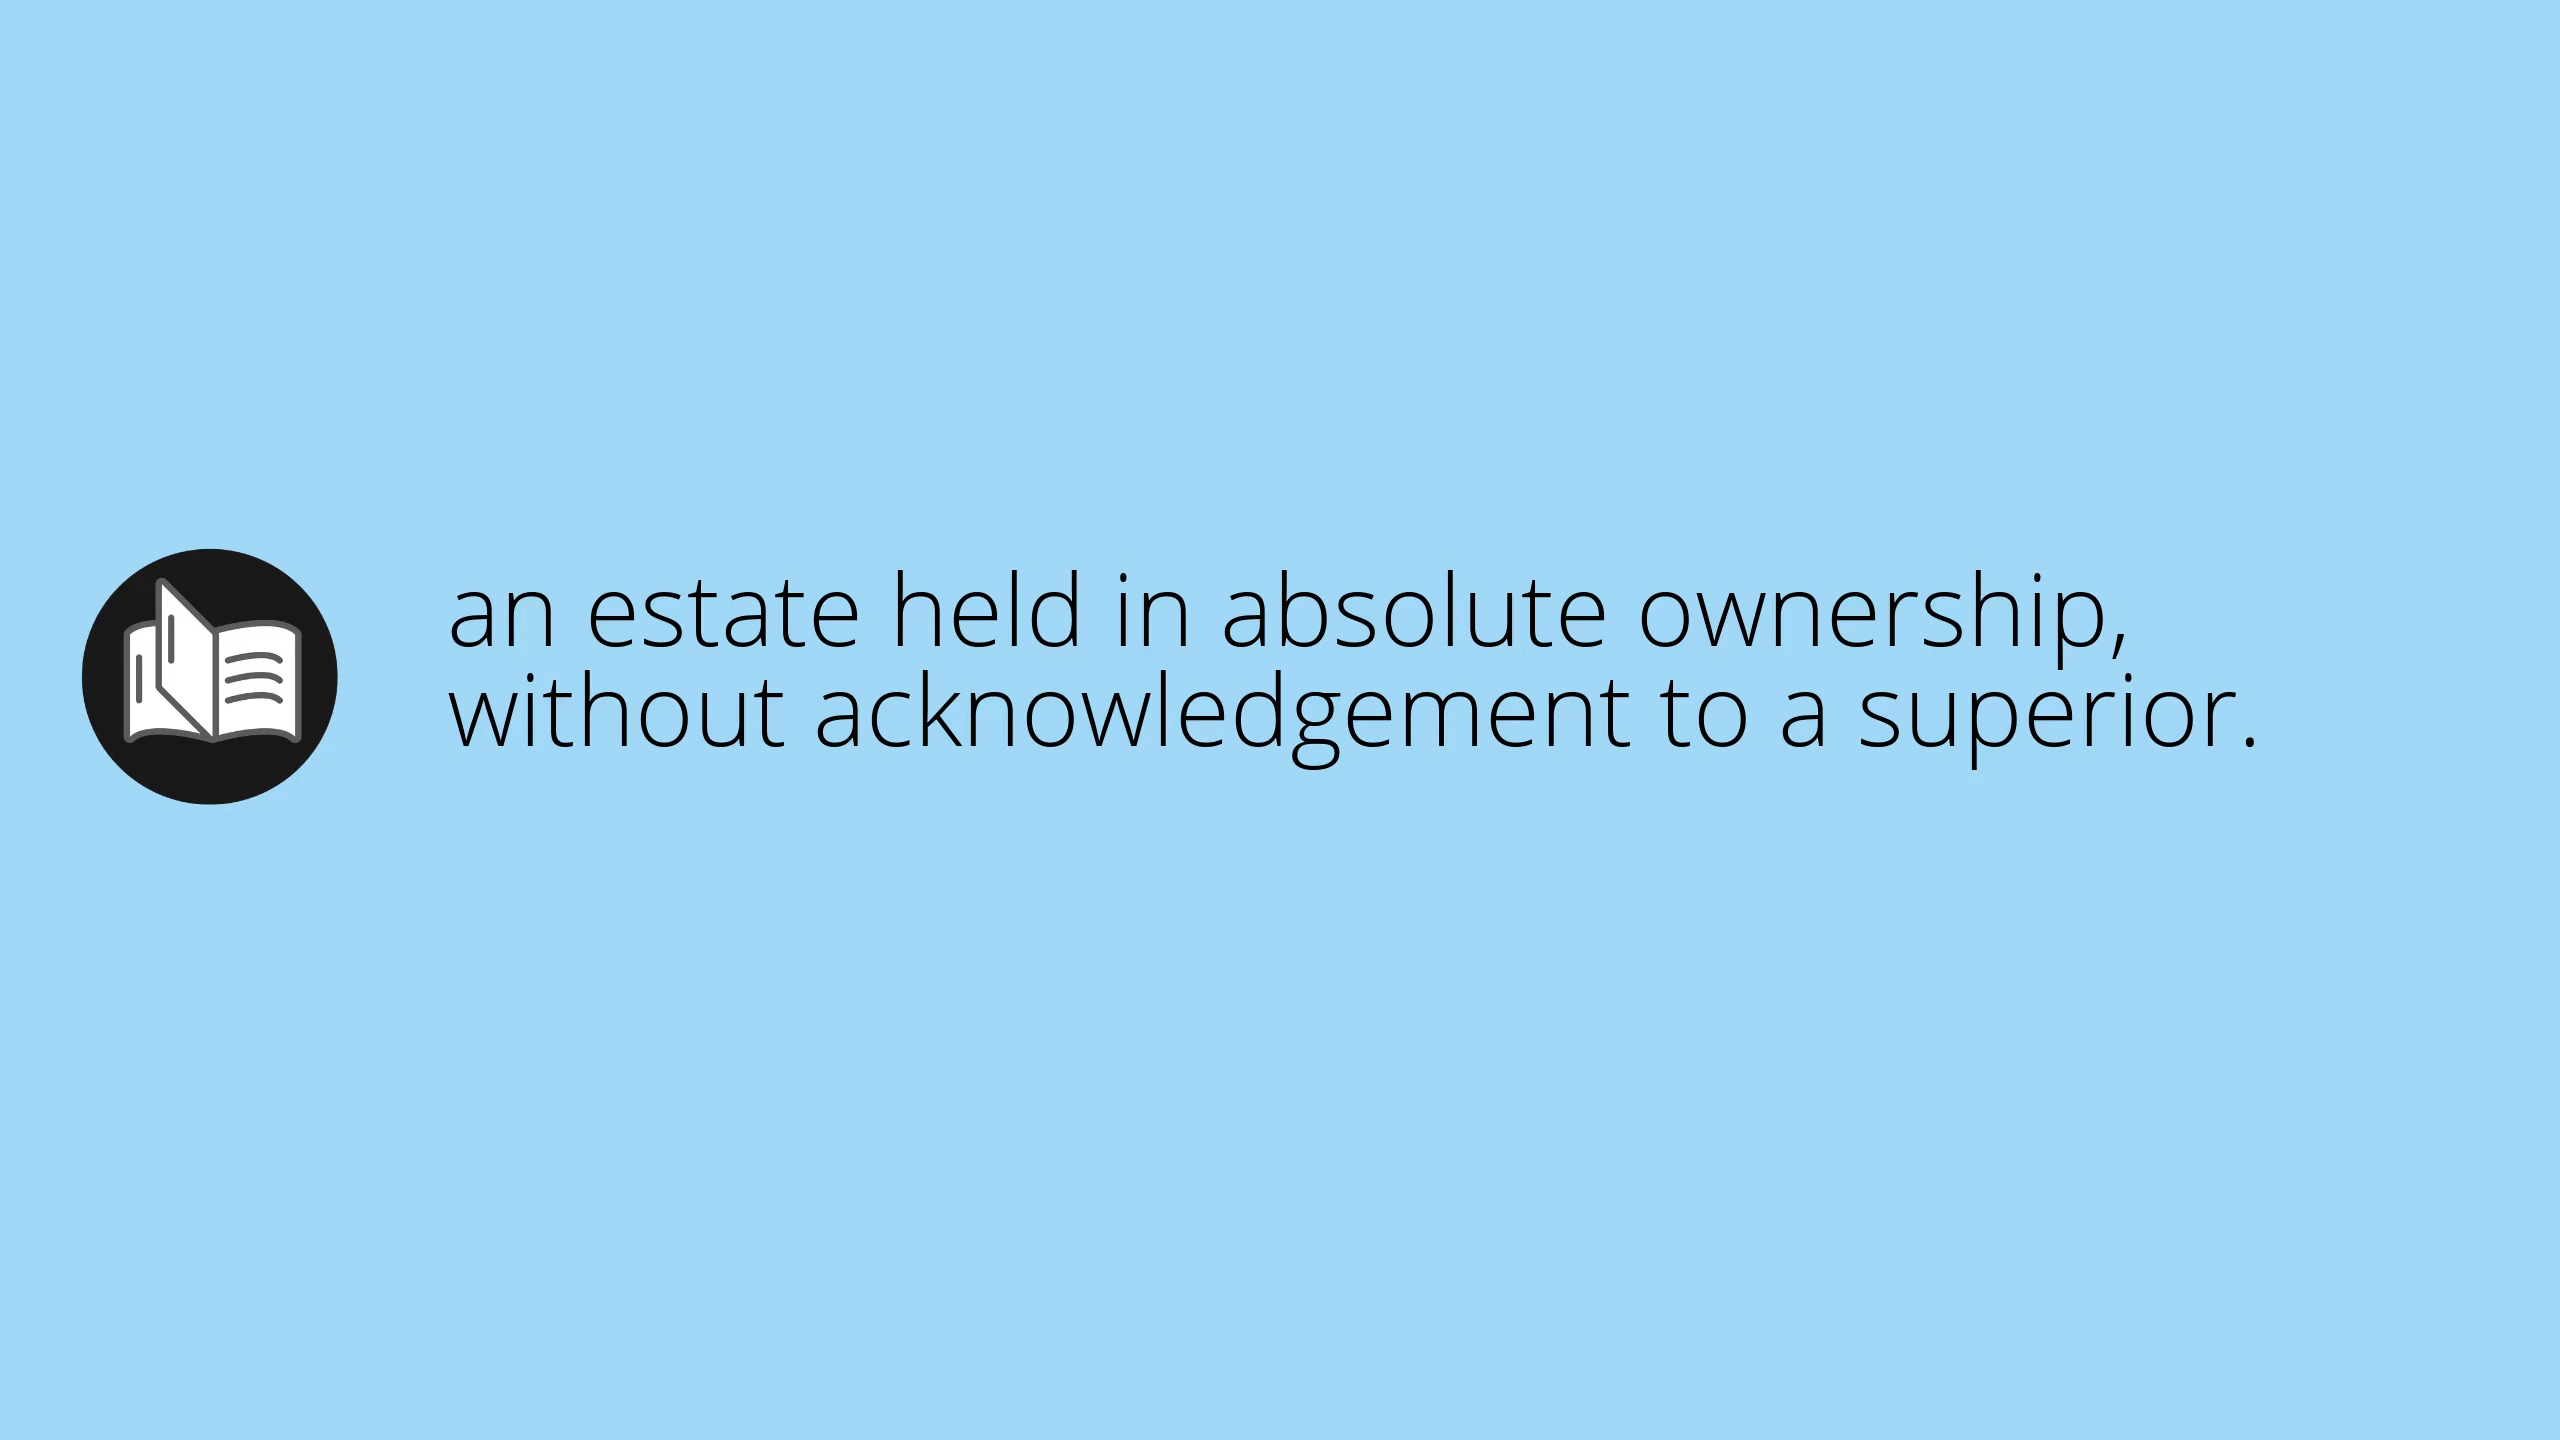 an estate held in absolute ownership,
without acknowledgement to a superior.